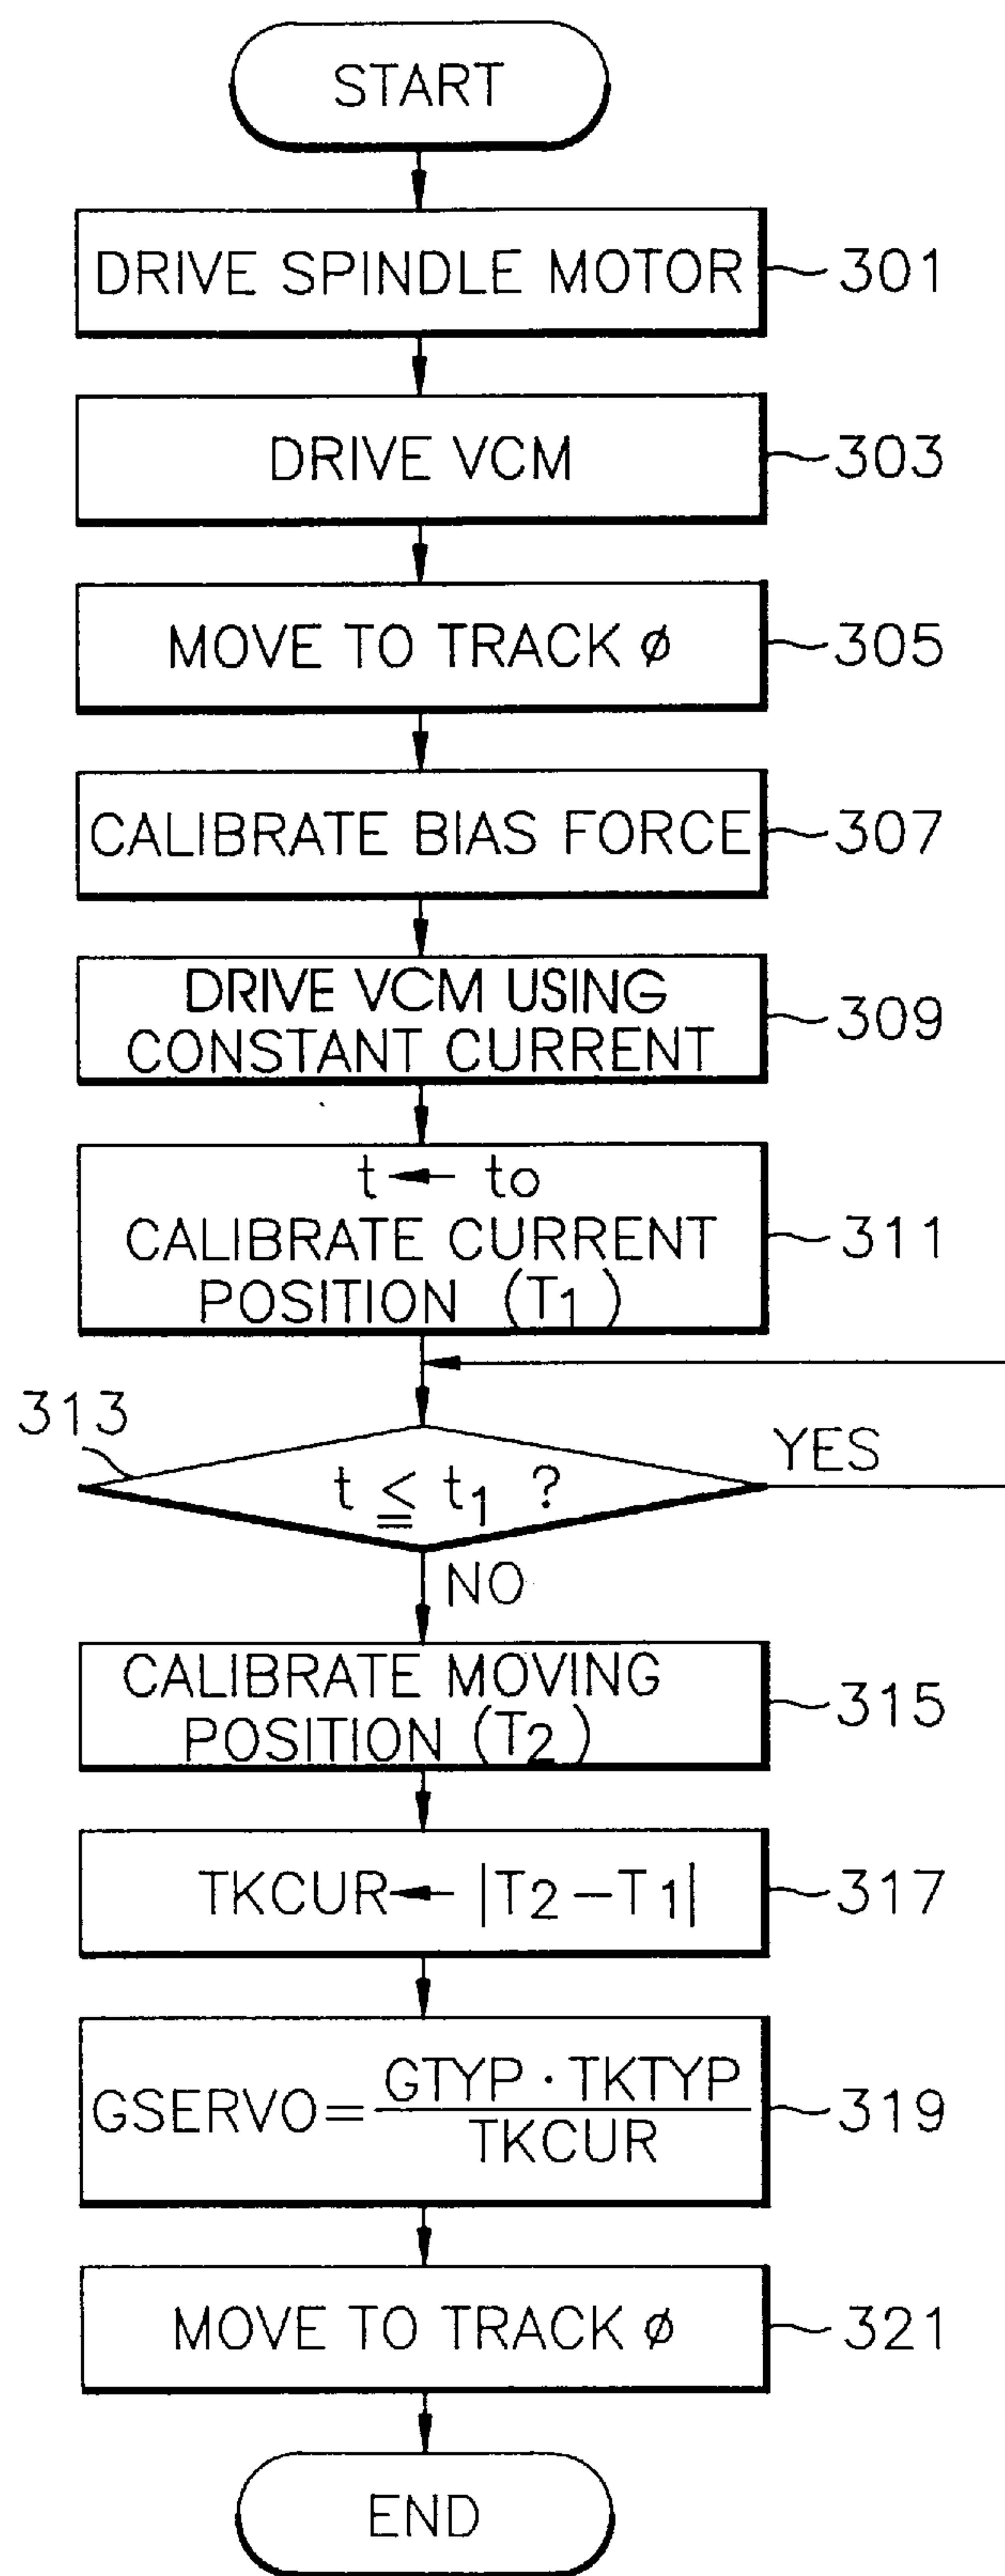 START
DRIVE SPINDLE MOTOR
301
DRIVE VCM
303
MOVE TO TRACK ϕ
305
CALIBRATE BIAS FORCE
307
DRIVE VCM USING
CONSTANT CURRENT
309
t ← to
CALIBRATE CURRENT
POSITION (T1)
311
313
t ≦ t1 ?
YES
NO
CALIBRATE MOVING
POSITION (T2)
315
TKCUR ← |T2−T1|
317
GSERVO = GTYP · TKTYP
TKCUR
319
MOVE TO TRACK ϕ
321
END